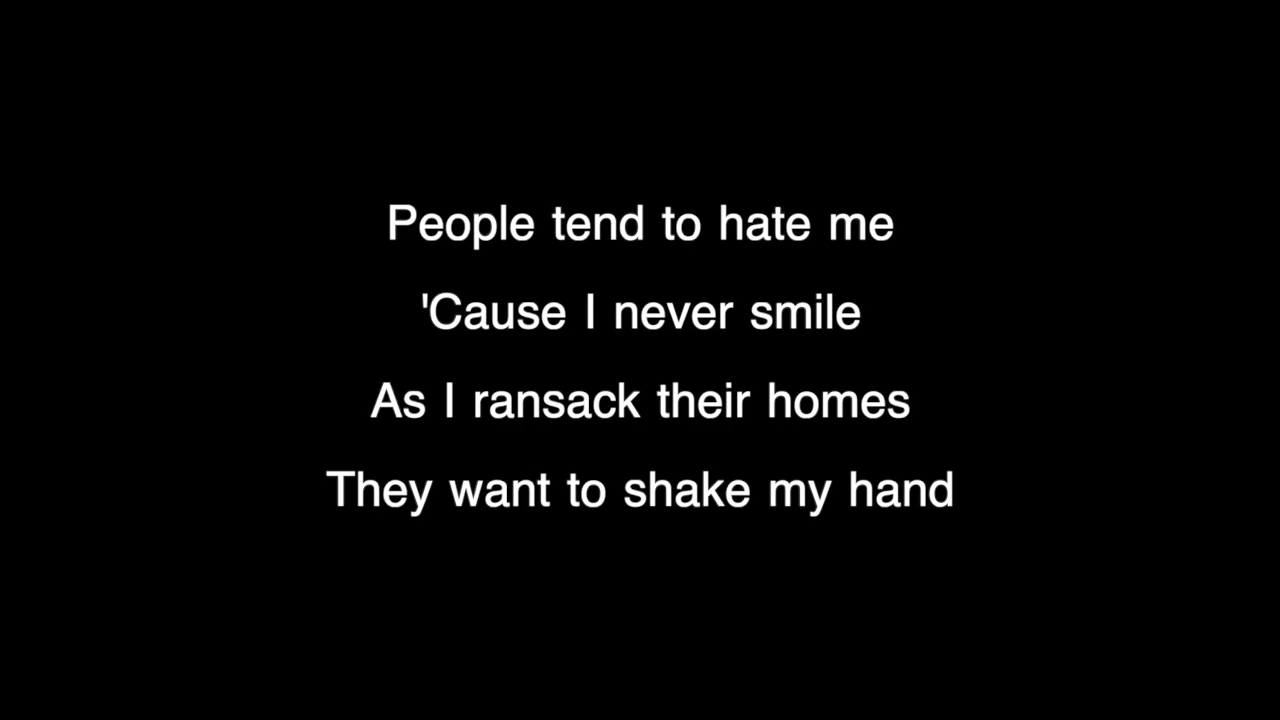 People tend to hate me
'Cause I never smile
As I ransack their homes
They want to shake my hand